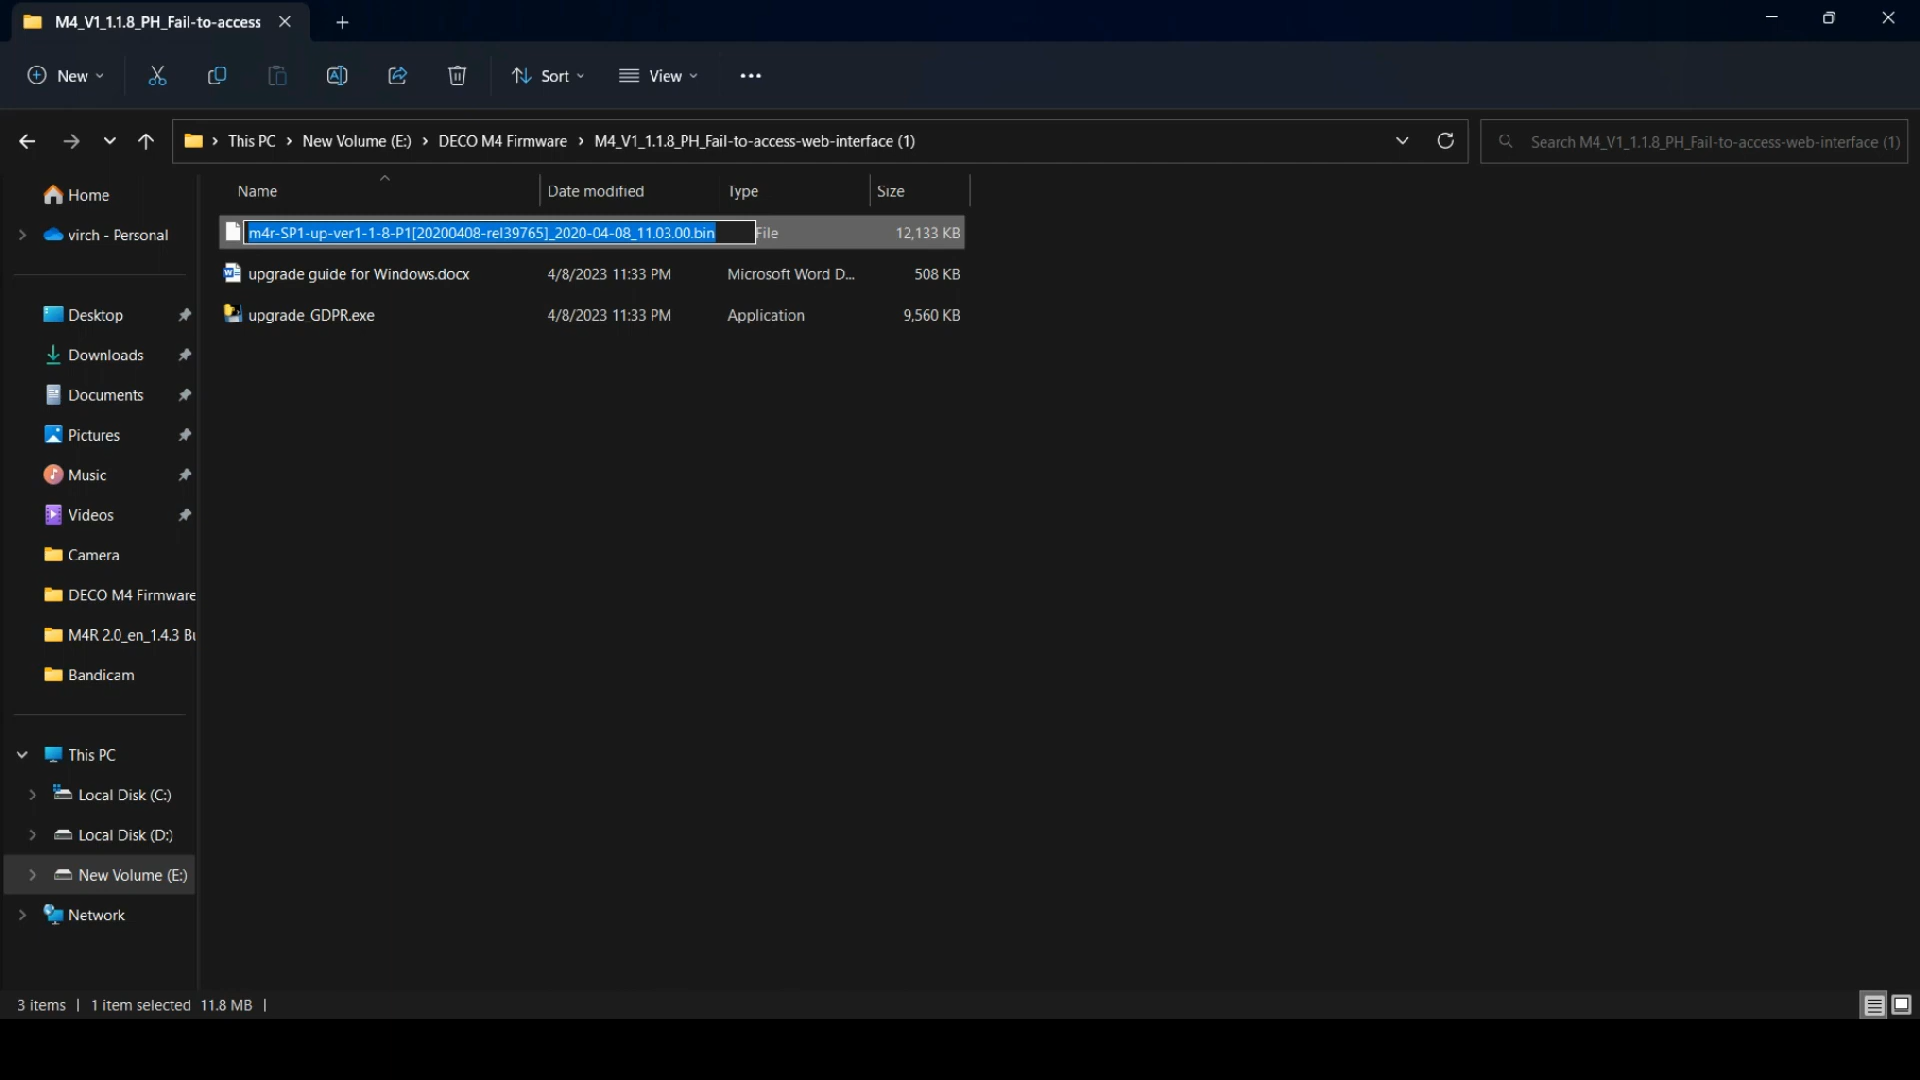 M4_V1_1.1.8_PH_Fail-to-access
New
Sort
View
This PC > New Volume (E:) > DECO M4 Firmware > M4_V1_1.1.8_PH_Fail-to-access-web-interface (1)
Search M4_V1_1.1.8_PH_Fail-to-access-web-interface (1)
Name
Date modified
Type
Size
m4r-SP1-up-ver1-1-8-P1[20200408-rel39765]_2020-04-08_11.03.00.bin
File
12,133 KB
upgrade guide for Windows.docx
4/8/2023 11:33 PM
Microsoft Word D...
508 KB
upgrade GDPR.exe
4/8/2023 11:33 PM
Application
9,560 KB
Home
virch - Personal
Desktop
Downloads
Documents
Pictures
Music
Videos
Camera
DECO M4 Firmware
M4R 2.0_en_1.4.3 Bu
Bandicam
This PC
Local Disk (C:)
Local Disk (D:)
New Volume (E:)
Network
3 items | 1 item selected 11.8 MB |